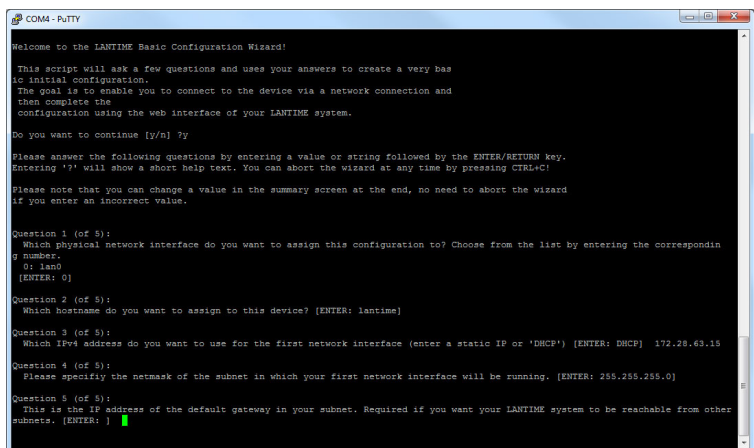 COM4 - PuTTY
Welcome to the LANTIME Basic Configuration Wizard!
This script will ask a few questions and uses your answers to create a very bas
ic initial configuration.
The goal is to enable you to connect to the device via a network connection and
then complete the
configuration using the web interface of your LANTIME system.
Do you want to continue [y/n] ?y
Please answer the following questions by entering a value or string followed by the ENTER/RETURN key.
Entering '?' will show a short help text. You can abort the wizard at any time by pressing CTRL+C!
Please note that you can change a value in the summary screen at the end, no need to abort the wizard
if you enter an incorrect value.
Question 1 (of 5):
Which physical network interface do you want to assign this configuration to? Choose from the list by entering the correspondin
g number.
0: lan0
[ENTER: 0]
Question 2 (of 5):
Which hostname do you want to assign to this device? [ENTER: lantime]
Question 3 (of 5):
Which IPv4 address do you want to use for the first network interface (enter a static IP or 'DHCP') [ENTER: DHCP] 172.28.63.15
Question 4 (of 5):
Please specifiy the netmask of the subnet in which your first network interface will be running. [ENTER: 255.255.255.0]
Question 5 (of 5):
This is the IP address of the default gateway in your subnet. Required if you want your LANTIME system to be reachable from other
subnets. [ENTER: ]